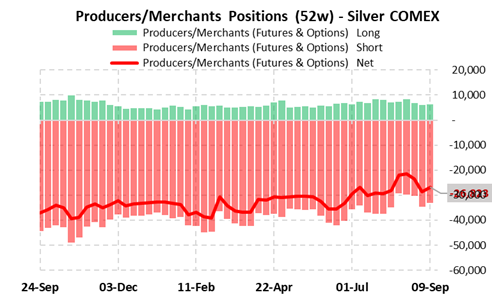 Producers/Merchants Positions (52w) - Silver COMEX
Producers/Merchants (Futures & Options) Long
Producers/Merchants (Futures & Options) Short
Producers/Merchants (Futures & Options) Net
20,000
10,000
-
-10,000
-20,000
-30,000
-40,000
-50,000
-60,000
24-Sep 03-Dec 11-Feb 22-Apr 01-Jul 09-Sep